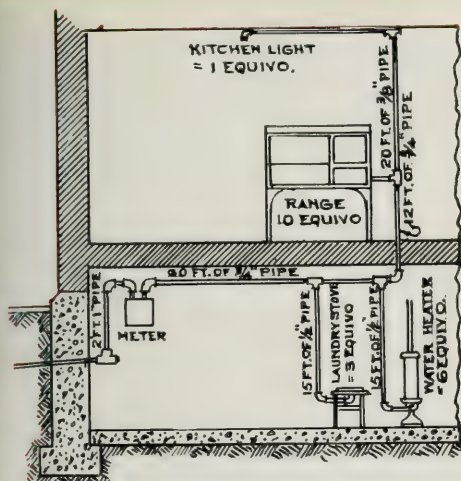 KITCHEN LIGHT
= 1 EQUIVO.
20 FT. OF 3/8" PIPE
12 FT. OF 3/4" PIPE
RANGE
10 EQUIVO
FT. OF 3/4" PIPE
2 FT. 1" PIPE
METER
15 FT. OF 1/2" PIPE
LAUNDRY STOVE
= 3 EQUIVO
FT. OF 1/2" PIPE
WATER HEATER
= 6 EQUIVO.